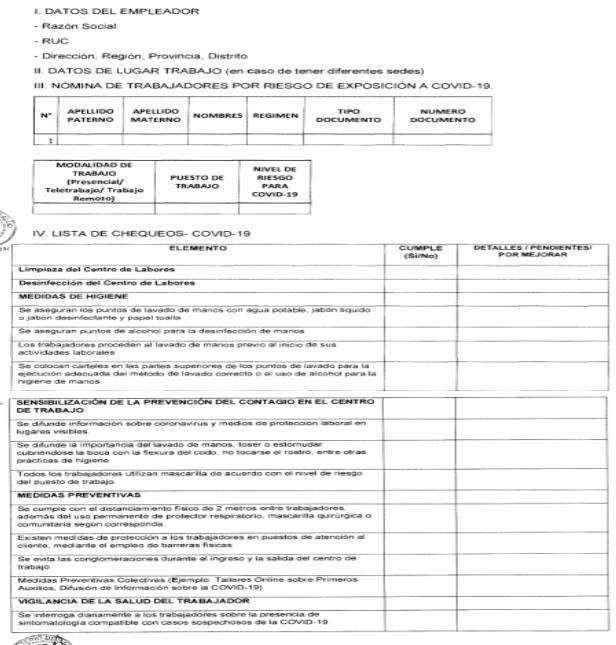 I. DATOS DEL EMPLEADOR
- Razón Social
- RUC
- Dirección, Región, Provincia, Distrito
II. DATOS DE LUGAR TRABAJO (en caso de tener diferentes sedes)
III. NÓMINA DE TRABAJADORES POR RIESGO DE EXPOSICIÓN A COVID-19.
N° APELLIDO PATERNO APELLIDO MATERNO NOMBRES REGIMEN TIPO DOCUMENTO NUMERO DOCUMENTO
1
MODALIDAD DE TRABAJO (Presencial/ Teletrabajo/ Trabajo Remoto) PUESTO DE TRABAJO NIVEL DE RIESGO PARA COVID-19
IV. LISTA DE CHEQUEOS- COVID-19
ELEMENTO CUMPLE (Si/No) DETALLES / PENDIENTES/ POR MEJORAR
Limpieza del Centro de Labores
Desinfección del Centro de Labores
MEDIDAS DE HIGIENE
Se aseguran los puntos de lavado de manos con agua potable, jabón líquido
o jabón desinfectante y papel toalla
Se aseguran puntos de alcohol para la desinfección de manos
Los trabajadores proceden al lavado de manos previo al inicio de sus
actividades laborales
Se colocan carteles en las partes superiores de los puntos de lavado para la
ejecución adecuada del método de lavado correcto o el uso de alcohol para la
higiene de manos
SENSIBILIZACIÓN DE LA PREVENCIÓN DEL CONTAGIO EN EL CENTRO
DE TRABAJO
Se difunde información sobre coronavirus y medios de protección laboral en
lugares visibles.
Se difunde la importancia del lavado de manos, toser o estornudar
cubriéndose la boca con la flexura del codo, no tocarse el rostro, entre otras
prácticas de higiene
Todos los trabajadores utilizan mascarilla de acuerdo con el nivel de riesgo
del puesto de trabajo.
MEDIDAS PREVENTIVAS
Se cumple con el distanciamiento físico de 2 metros entre trabajadores,
además del uso permanente de protector respiratorio, mascarilla quirúrgica o
comunitaria según corresponda.
Existen medidas de protección a los trabajadores en puestos de atención al
cliente, mediante el empleo de barreras físicas
Se evita las conglomeraciones durante el ingreso y la salida del centro de
trabajo
Medidas Preventivas Colectivas (Ejemplo: Talleres Online sobre Primeros
Auxilios, Difusión de Información sobre la COVID-19)
VIGILANCIA DE LA SALUD DEL TRABAJADOR
Se interroga diariamente a los trabajadores sobre la presencia de
sintomatología compatible con casos sospechosos de la COVID-19